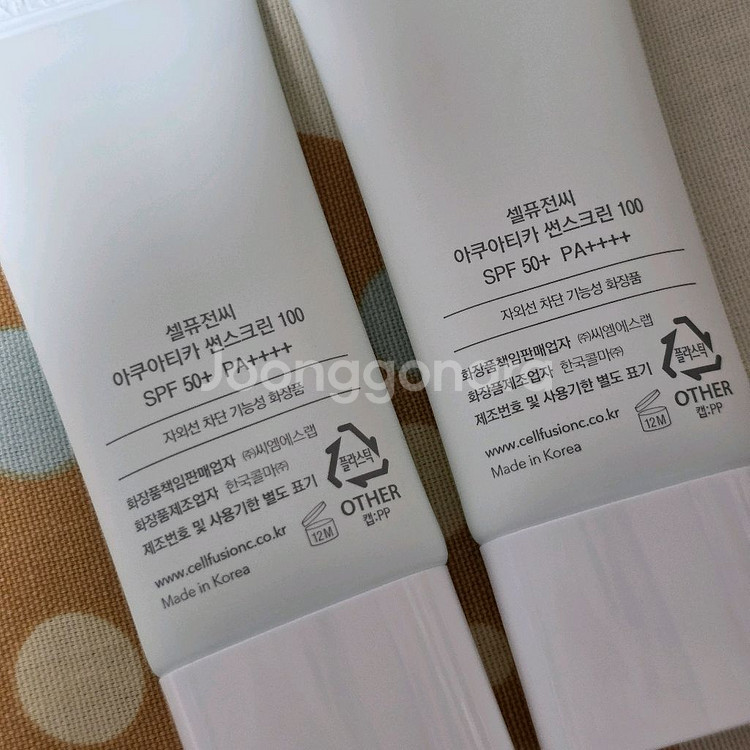 셀퓨전씨
아쿠아티카 썬스크린 100
SPF 50+ PA++++
자외선 차단 기능성 화장품
화장품책임판매업자 ㈜씨엠에스랩
화장품제조업자 한국콜마㈜
제조번호 및 사용기한 별도 표기
www.cellfusionc.co.kr
Made in Korea
12M
플라스틱
OTHER
캡:PP
셀퓨전씨
아쿠아티카 썬스크린 100
SPF 50+ PA++++
자외선 차단 기능성 화장품
화장품책임판매업자 ㈜씨엠에스랩
화장품제조업자 한국콜마㈜
제조번호 및 사용기한 별도 표기
www.cellfusionc.co.kr
Made in Korea
12M
플라스틱
OTHER
캡:PP
Joonggonara